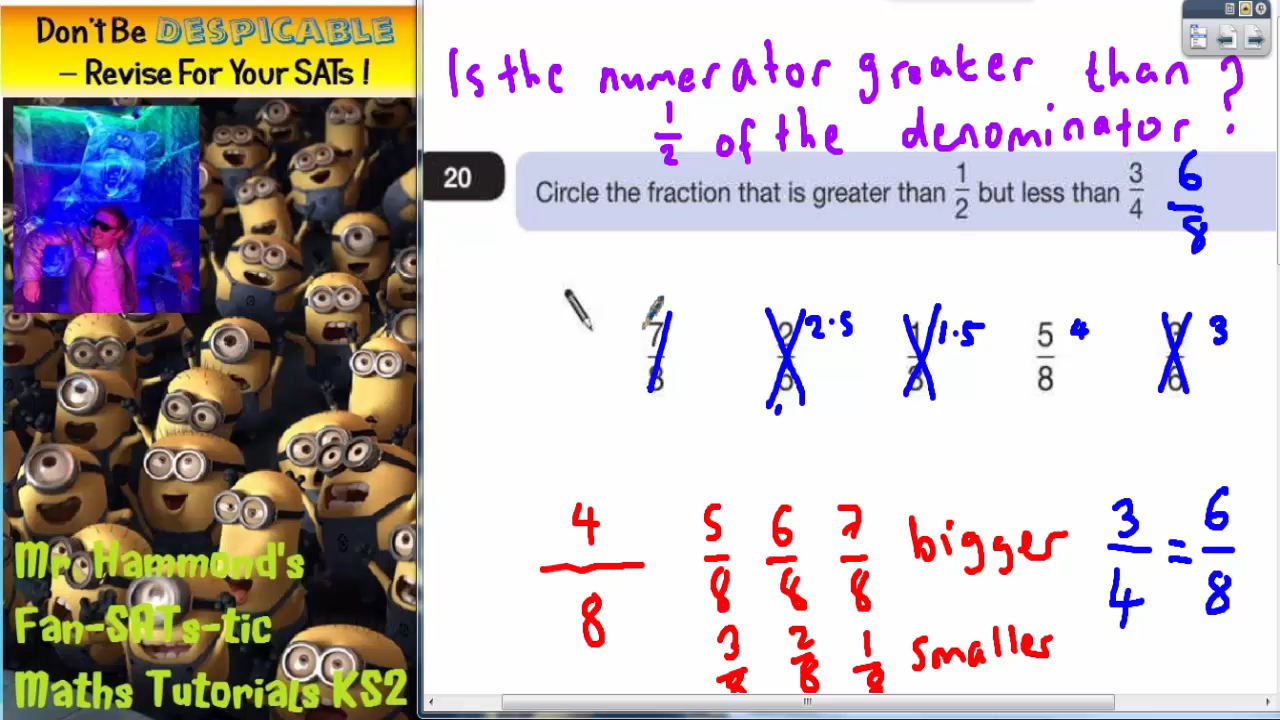 Don't Be DESPICABLE
– Revise For Your SATs !
Is the numerator greater than ?
1/2 of the denominator
20
Circle the fraction that is greater than 1/2 but less than 3/4 6/8
7/8 2.5 1.5 5/8 4 3
4/8 5/8 6/8 7/8 bigger 3/4 = 6/8
3/8 2/8 1/8 smaller
Mr Hammond's
Fan-SATs-tic
Maths Tutorials KS2